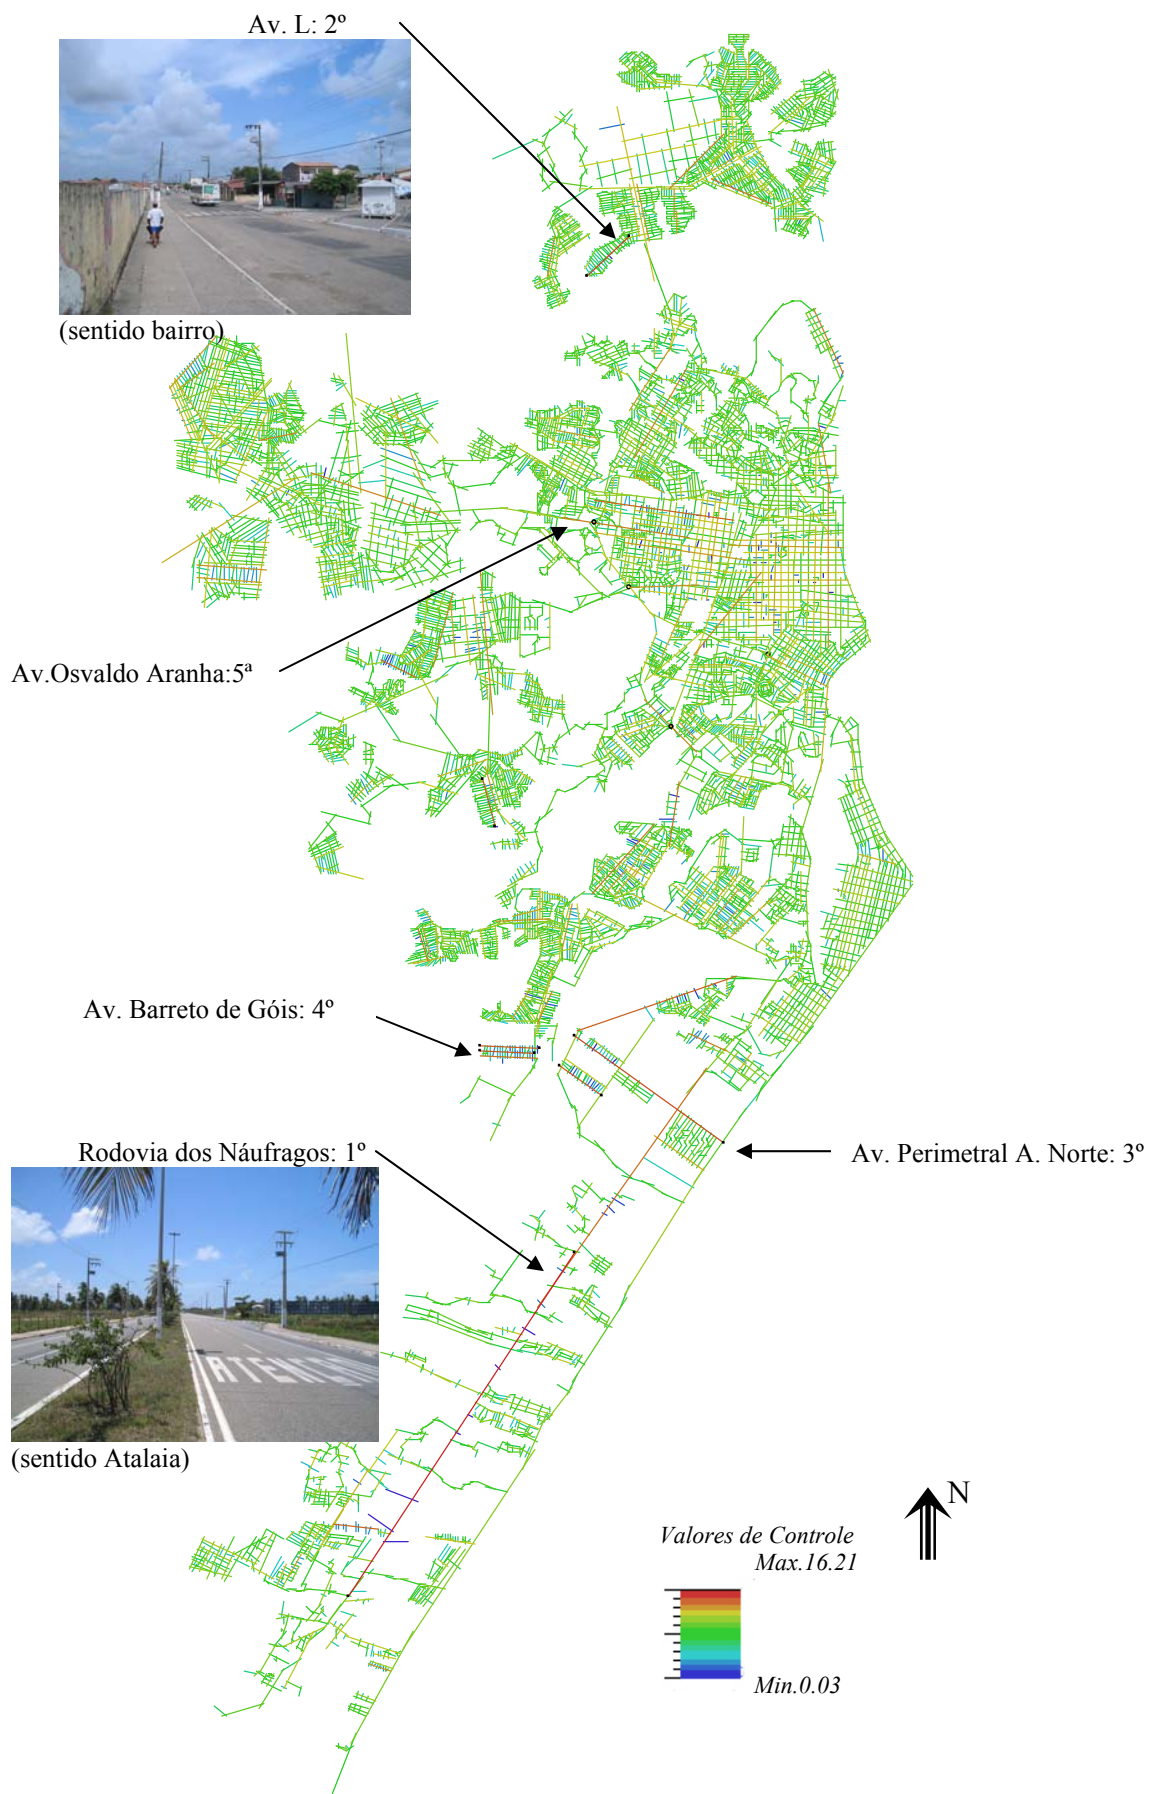 Av. L: 2º
(sentido bairro)
Av.Osvaldo Aranha:5ª
Av. Barreto de Góis: 4º
Rodovia dos Náufragos: 1º
Av. Perimetral A. Norte: 3º
ATEN
(sentido Atalaia)
N
Valores de Controle
Max.16.21
Min.0.03